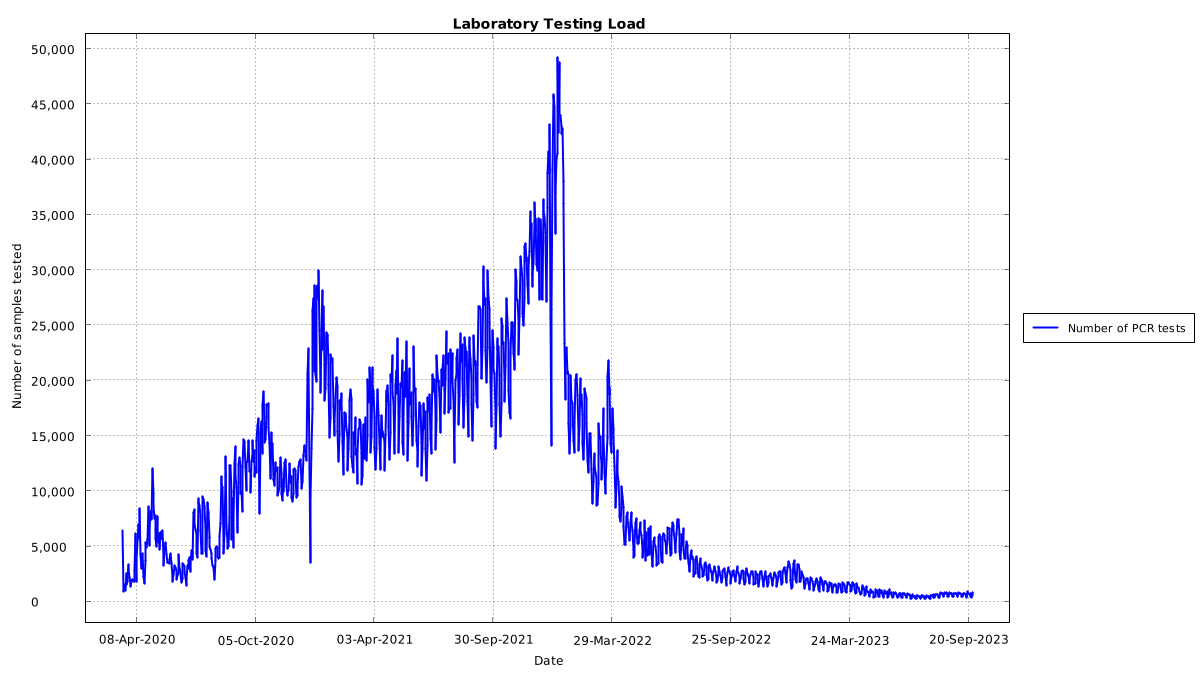 Laboratory Testing Load
50,000
45,000
40,000
35,000
30,000
25,000
20,000
15,000
10,000
5,000
0
Number of samples tested
08-Apr-2020 05-Oct-2020 03-Apr-2021 30-Sep-2021 29-Mar-2022 25-Sep-2022 24-Mar-2023 20-Sep-2023
Date
Number of PCR tests